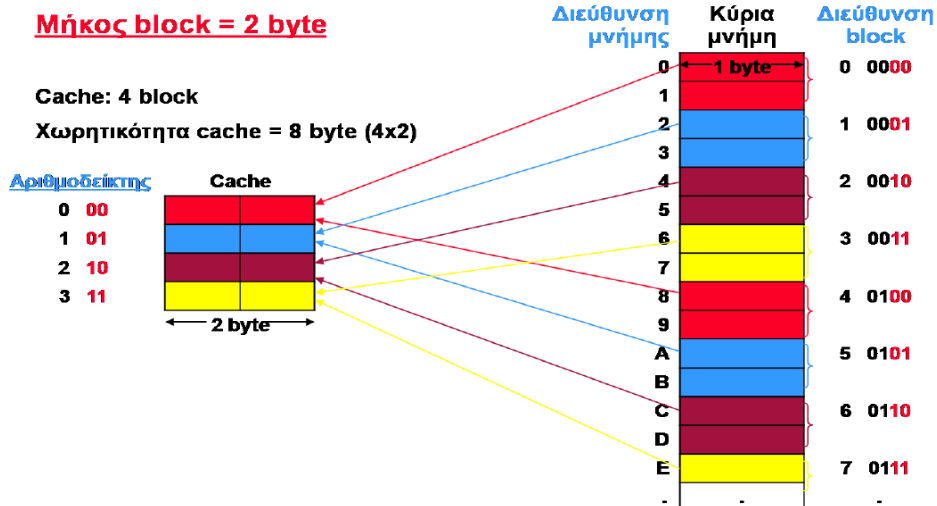 Μήκος block = 2 byte
Cache: 4 block
Χωρητικότητα cache = 8 byte (4x2)
Αριθμοδείκτης Cache
0 00
1 01
2 10
3 11
2 byte
Διεύθυνση μνήμης
Κύρια μνήμη
Διεύθυνση block
0 1 byte 0 0000
1
2 1 0001
3
4 2 0010
5
6 3 0011
7
8 4 0100
9
A 5 0101
B
C 6 0110
D
E 7 0111
- - -